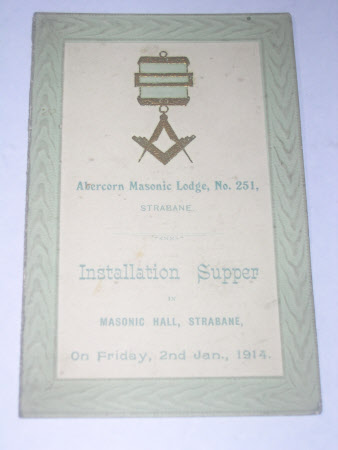 Abercorn Masonic Lodge, No. 251,
STRABANE.
Installation Supper
IN
MASONIC HALL, STRABANE,
On Friday, 2nd Jan., 1914.